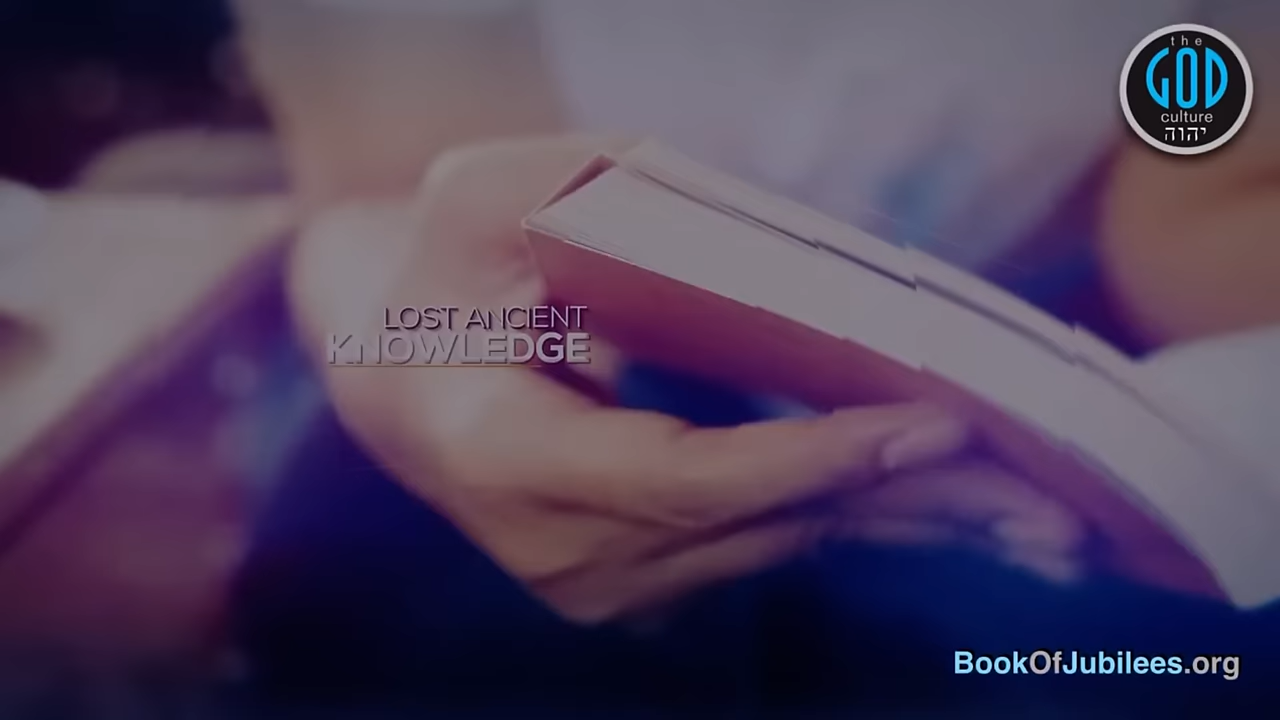 the
GOD
culture
יהוה
LOST ANCIENT
KNOWLEDGE
BookOfJubilees.org